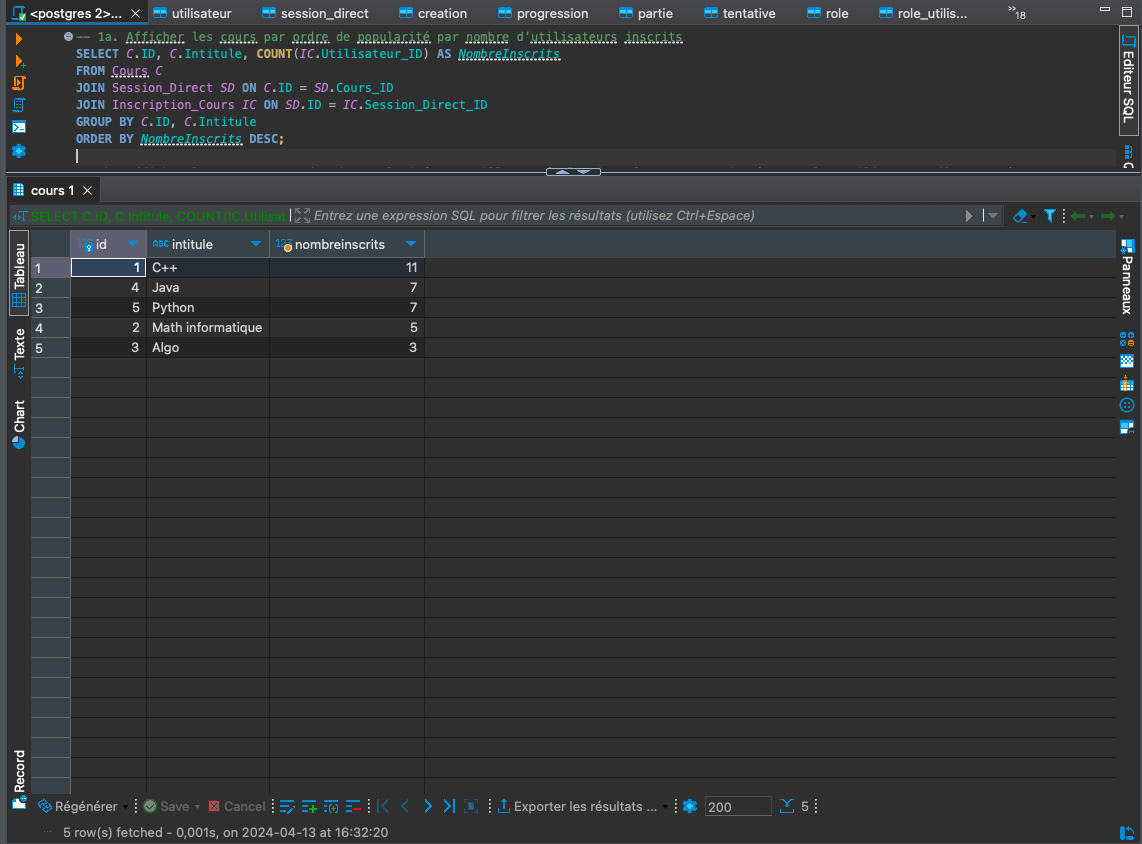 <postgres 2>... utilisateur session_direct creation progression partie tentative role role_utilis... »18
-- 1a. Afficher les cours par ordre de popularité par nombre d'utilisateurs inscrits
SELECT C.ID, C.Intitule, COUNT(IC.Utilisateur_ID) AS NombreInscrits
FROM Cours C
JOIN Session_Direct SD ON C.ID = SD.Cours_ID
JOIN Inscription_Cours IC ON SD.ID = IC.Session_Direct_ID
GROUP BY C.ID, C.Intitule
ORDER BY NombreInscrits DESC;
Editeur SQL
cours 1
SELECT C.ID, C.Intitule, COUNT(IC.Utilisa
Entrez une expression SQL pour filtrer les résultats (utilisez Ctrl+Espace)
Tableau
Texte
Chart
Record
Panneaux
123 id ABC intitule 123 nombreinscrits
1 1 C++ 11
2 4 Java 7
3 5 Python 7
4 2 Math informatique 5
5 3 Algo 3
Régénérer Save Cancel Exporter les résultats ... 200 5
5 row(s) fetched - 0,001s, on 2024-04-13 at 16:32:20